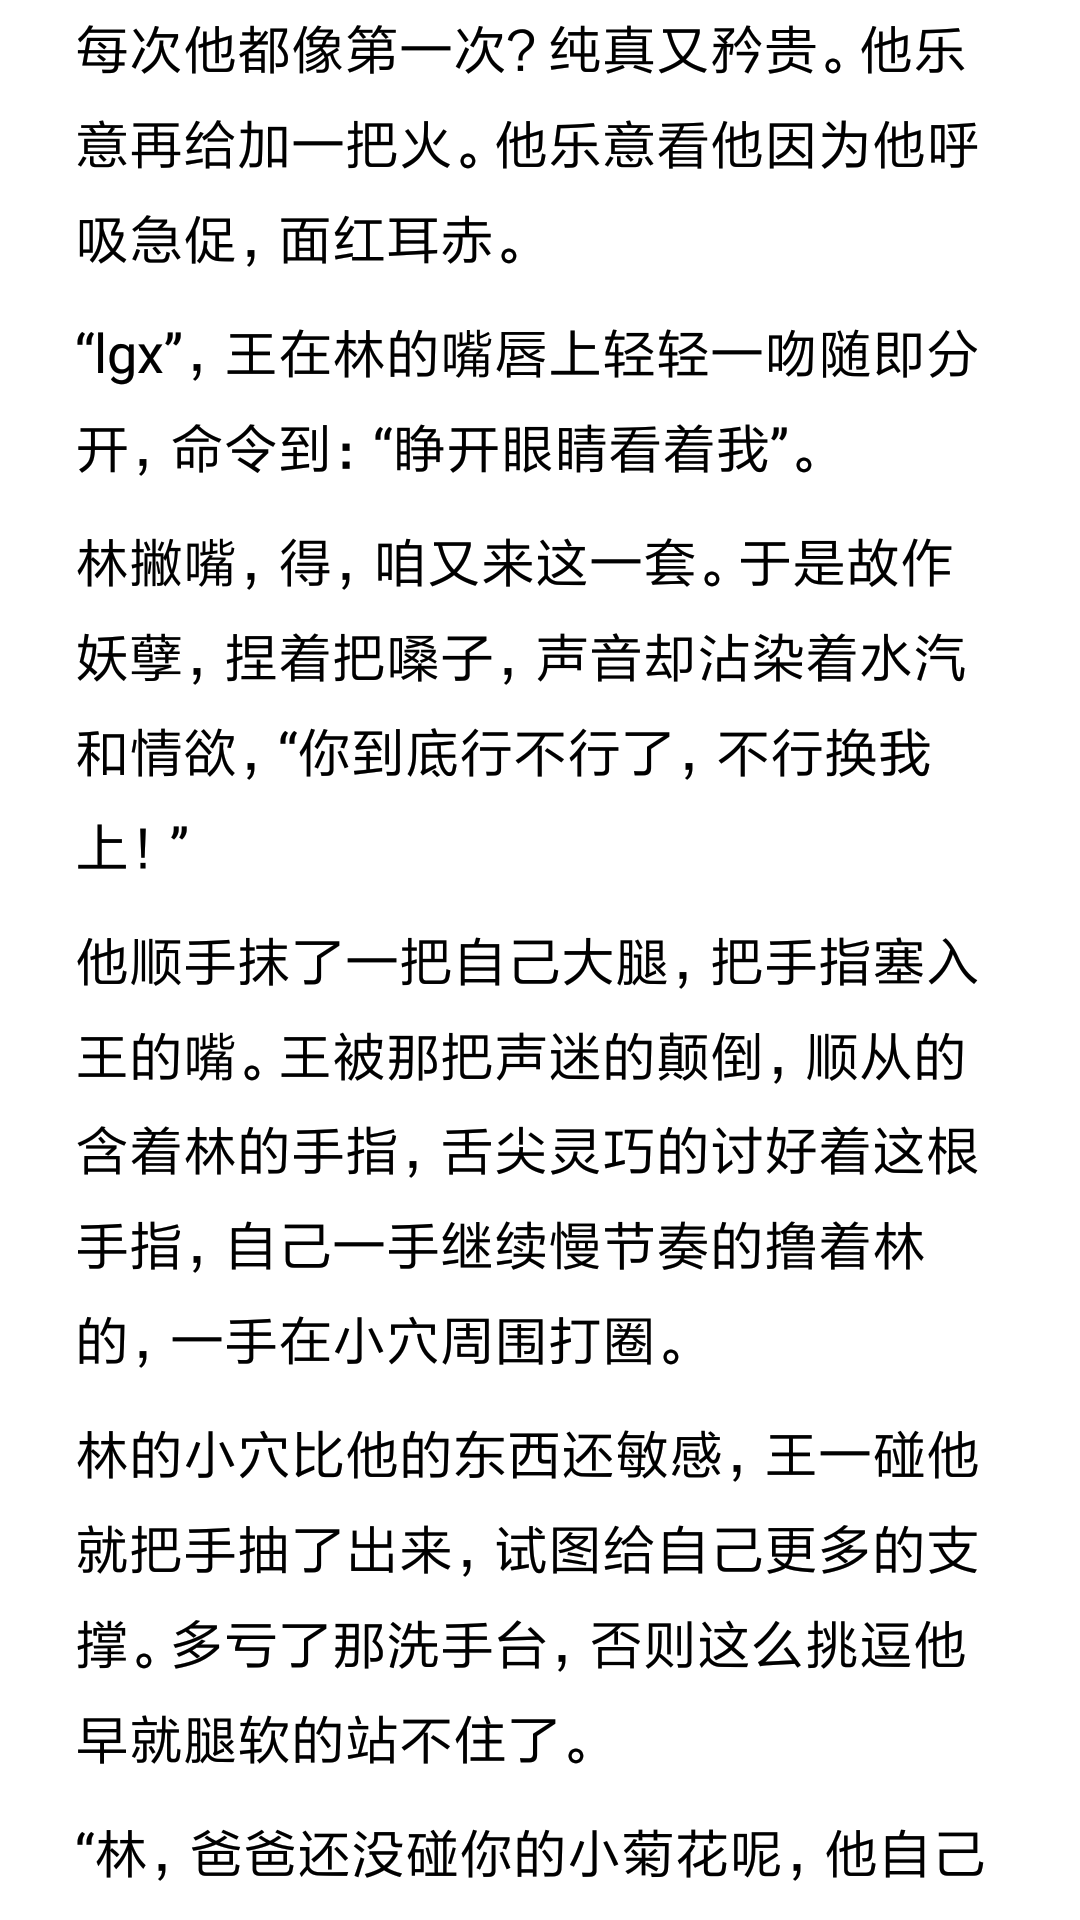 每次他都像第一次？纯真又矜贵。他乐
意再给加一把火。他乐意看他因为他呼
吸急促，面红耳赤。
“lgx”，王在林的嘴唇上轻轻一吻随即分
开，命令到：“睁开眼睛看着我”。
林撇嘴，得，咱又来这一套。于是故作
妖孽，捏着把嗓子，声音却沾染着水汽
和情欲，“你到底行不行了，不行换我
上！”
他顺手抹了一把自己大腿，把手指塞入
王的嘴。王被那把声迷的颠倒，顺从的
含着林的手指，舌尖灵巧的讨好着这根
手指，自己一手继续慢节奏的撸着林
的，一手在小穴周围打圈。
林的小穴比他的东西还敏感，王一碰他
就把手抽了出来，试图给自己更多的支
撑。多亏了那洗手台，否则这么挑逗他
早就腿软的站不住了。
“林，爸爸还没碰你的小菊花呢，他自己